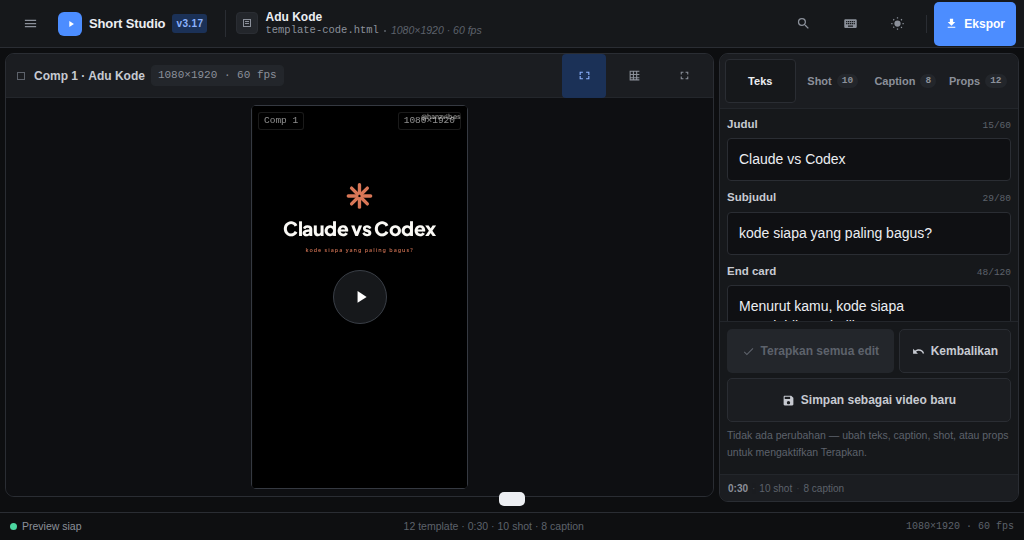 Short Studio v3.17
Adu Kode
template-code.html · 1080×1920 · 60 fps
Ekspor
Comp 1 · Adu Kode 1080×1920 · 60 fps
Comp 1
1080×1920
Claude vs Codex
kode siapa yang paling bagus?
Teks
Shot 10
Caption 8
Props 12
Judul 15/60
Claude vs Codex
Subjudul 29/80
kode siapa yang paling bagus?
End card 48/120
Menurut kamu, kode siapa
Terapkan semua edit
Kembalikan
Simpan sebagai video baru
Tidak ada perubahan — ubah teks, caption, shot, atau props
untuk mengaktifkan Terapkan.
0:30 · 10 shot · 8 caption
Preview siap
12 template · 0:30 · 10 shot · 8 caption
1080×1920 · 60 fps